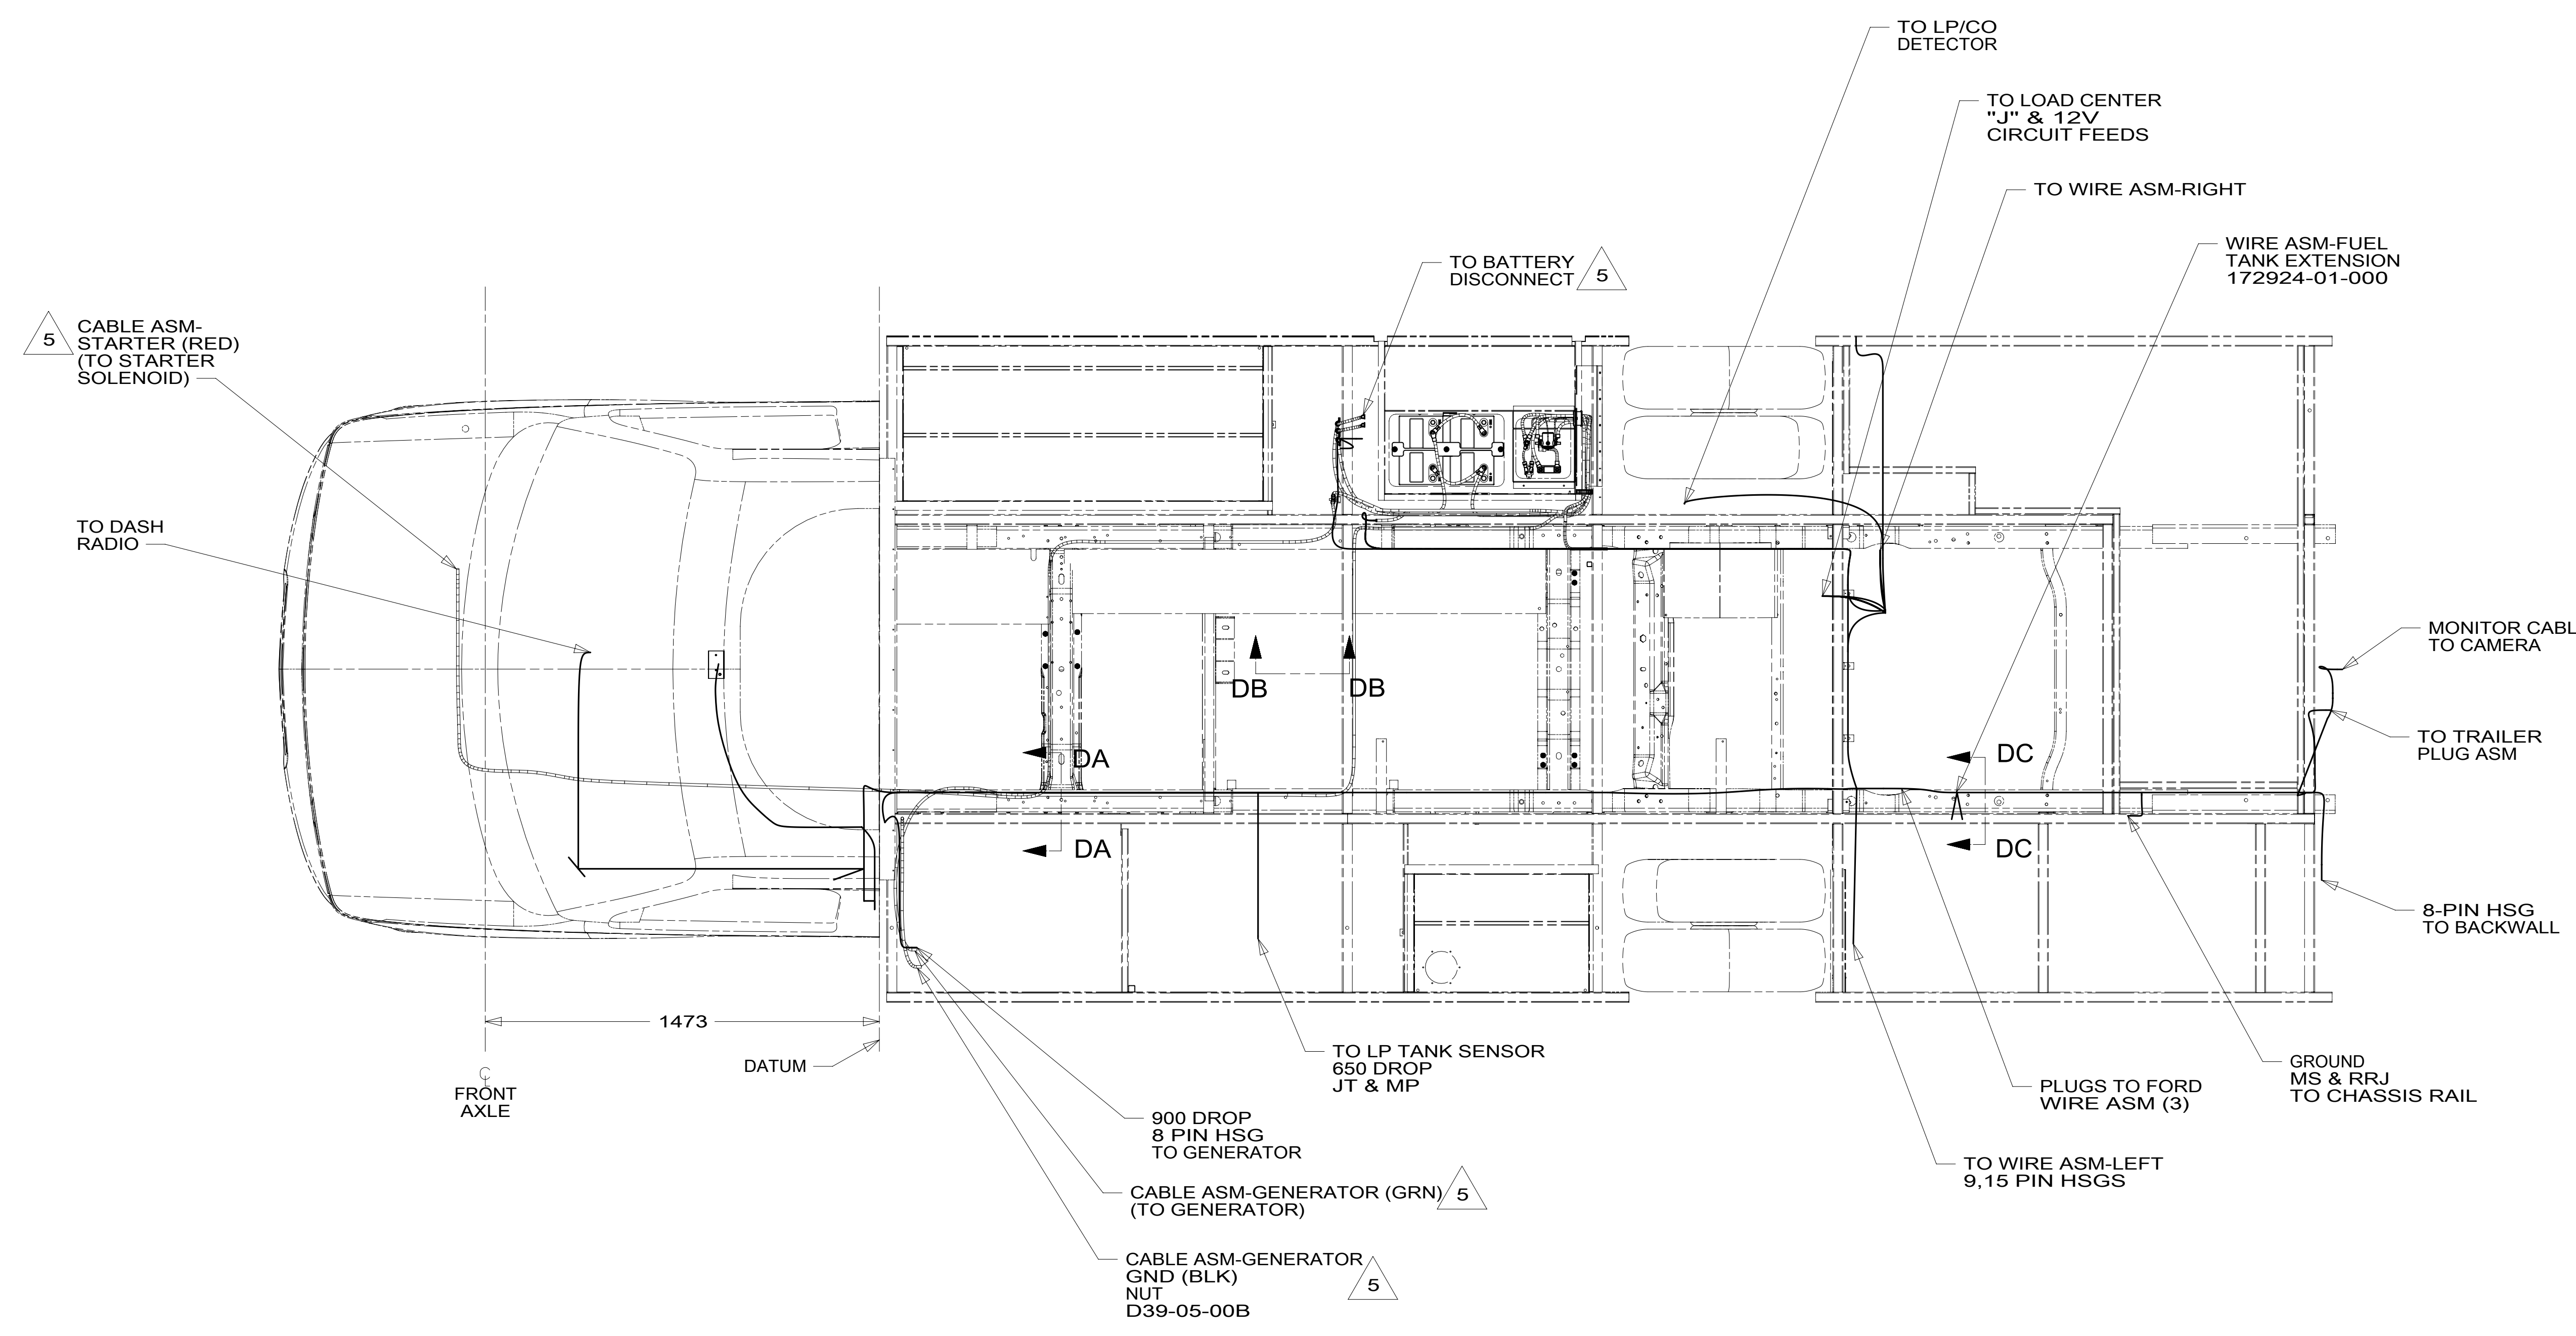 TO LP/CO
DETECTOR
TO LOAD CENTER
"J" & 12V
CIRCUIT FEEDS
TO WIRE ASM-RIGHT
WIRE ASM-FUEL
TANK EXTENSION
172924-01-000
TO BATTERY
DISCONNECT
5
5
CABLE ASM-
STARTER (RED)
(TO STARTER
SOLENOID)
TO DASH
RADIO
MONITOR CABL
TO CAMERA
DB
DB
TO TRAILER
PLUG ASM
DA
DC
DA
DC
8-PIN HSG
TO BACKWALL
1473
DATUM
CL
FRONT
AXLE
TO LP TANK SENSOR
650 DROP
JT & MP
GROUND
MS & RRJ
TO CHASSIS RAIL
PLUGS TO FORD
WIRE ASM (3)
900 DROP
8 PIN HSG
TO GENERATOR
TO WIRE ASM-LEFT
9,15 PIN HSGS
CABLE ASM-GENERATOR (GRN)
(TO GENERATOR)
5
CABLE ASM-GENERATOR
GND (BLK)
NUT
D39-05-00B
5